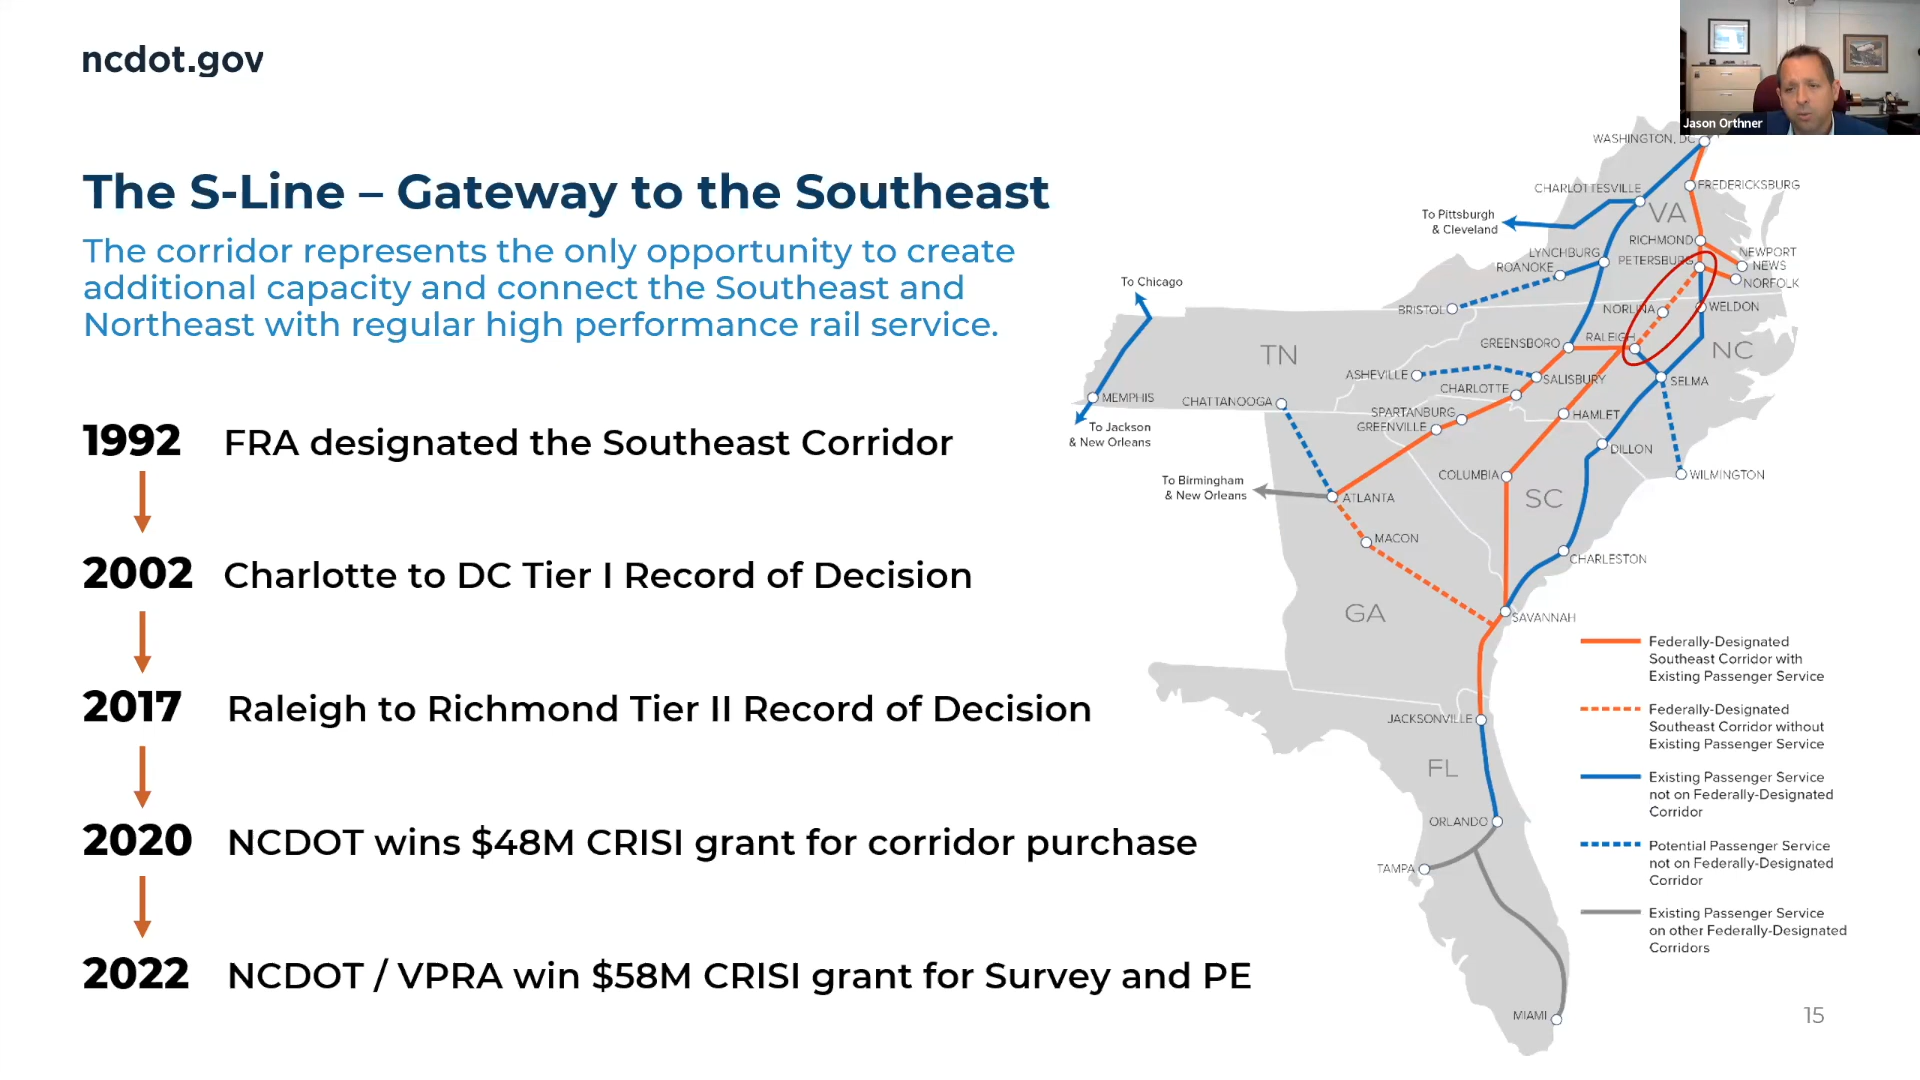 ncdot.gov
Jason Orthner
The S-Line – Gateway to the Southeast
The corridor represents the only opportunity to create
additional capacity and connect the Southeast and
Northeast with regular high performance rail service.
1992 FRA designated the Southeast Corridor
2002 Charlotte to DC Tier I Record of Decision
2017 Raleigh to Richmond Tier II Record of Decision
2020 NCDOT wins $48M CRISI grant for corridor purchase
2022 NCDOT / VPRA win $58M CRISI grant for Survey and PE
WASHINGTON, DC
FREDERICKSBURG
CHARLOTTESVILLE
VA
To Pittsburgh
& Cleveland
RICHMOND
NEWPORT
NEWS
LYNCHBURG
PETERSBURG
ROANOKE
NORFOLK
To Chicago
BRISTOL
NORLINA
WELDON
RALEIGH
GREENSBORO
TN
NC
ASHEVILLE
SALISBURY
SELMA
CHARLOTTE
MEMPHIS
CHATTANOOGA
SPARTANBURG
HAMLET
GREENVILLE
To Jackson
& New Orleans
DILLON
COLUMBIA
WILMINGTON
To Birmingham
& New Orleans
ATLANTA
SC
MACON
CHARLESTON
GA
SAVANNAH
JACKSONVILLE
FL
ORLANDO
TAMPA
MIAMI
Federally-Designated
Southeast Corridor with
Existing Passenger Service
Federally-Designated
Southeast Corridor without
Existing Passenger Service
Existing Passenger Service
not on Federally-Designated
Corridor
Potential Passenger Service
not on Federally-Designated
Corridor
Existing Passenger Service
on other Federally-Designated
Corridors
15